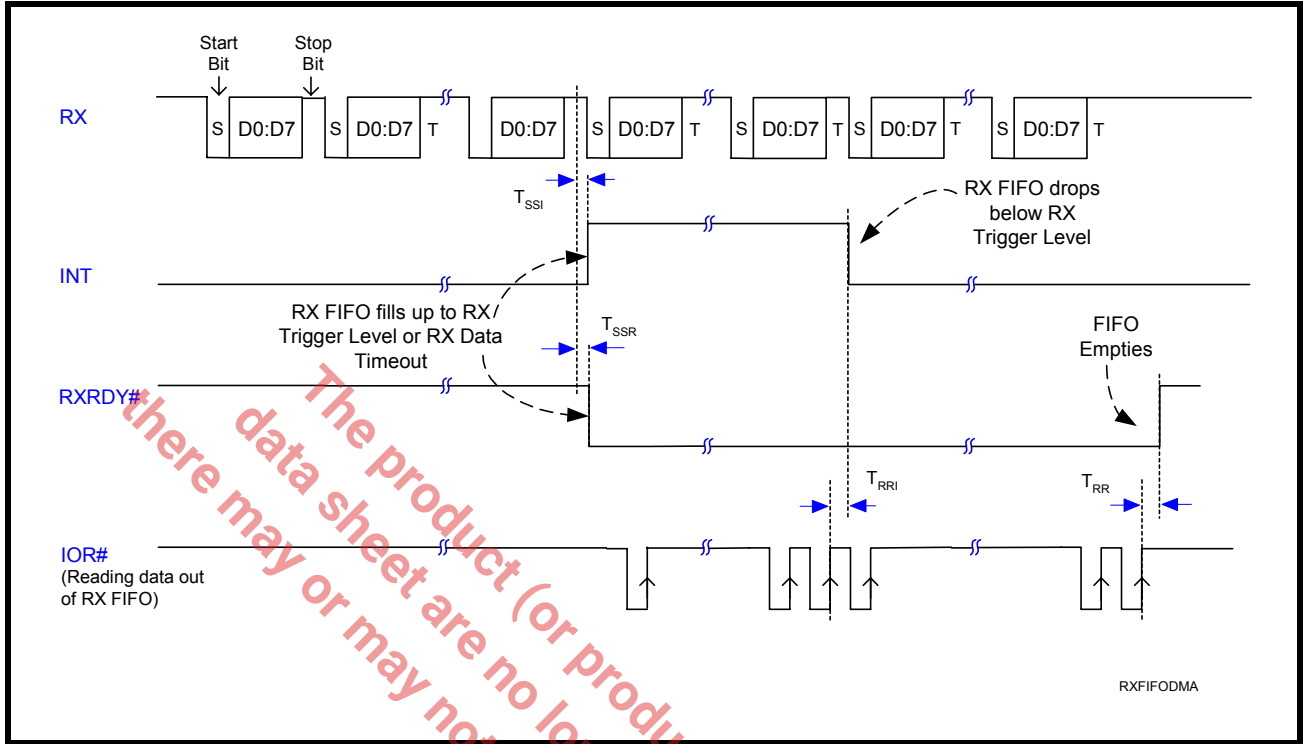 Start
Bit
Stop
Bit
RX
S D0:D7 S D0:D7 T D0:D7 S D0:D7 T S D0:D7 T S D0:D7 T S D0:D7 T
TSSI
RX FIFO drops
below RX
Trigger Level
INT
RX FIFO fills up to RX
Trigger Level or RX Data
Timeout
TSSR
FIFO
Empties
RXRDY#
TRRI
TRR
IOR#
(Reading data out
of RX FIFO)
RXFIFODMA
The product (or produ
data sheet are no lo
there may or may not